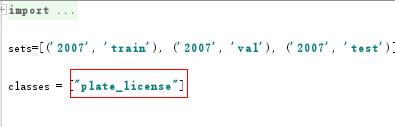 import ...
sets=[('2007', 'train'), ('2007', 'val'), ('2007', 'test')]
classes = ["plate_license"]